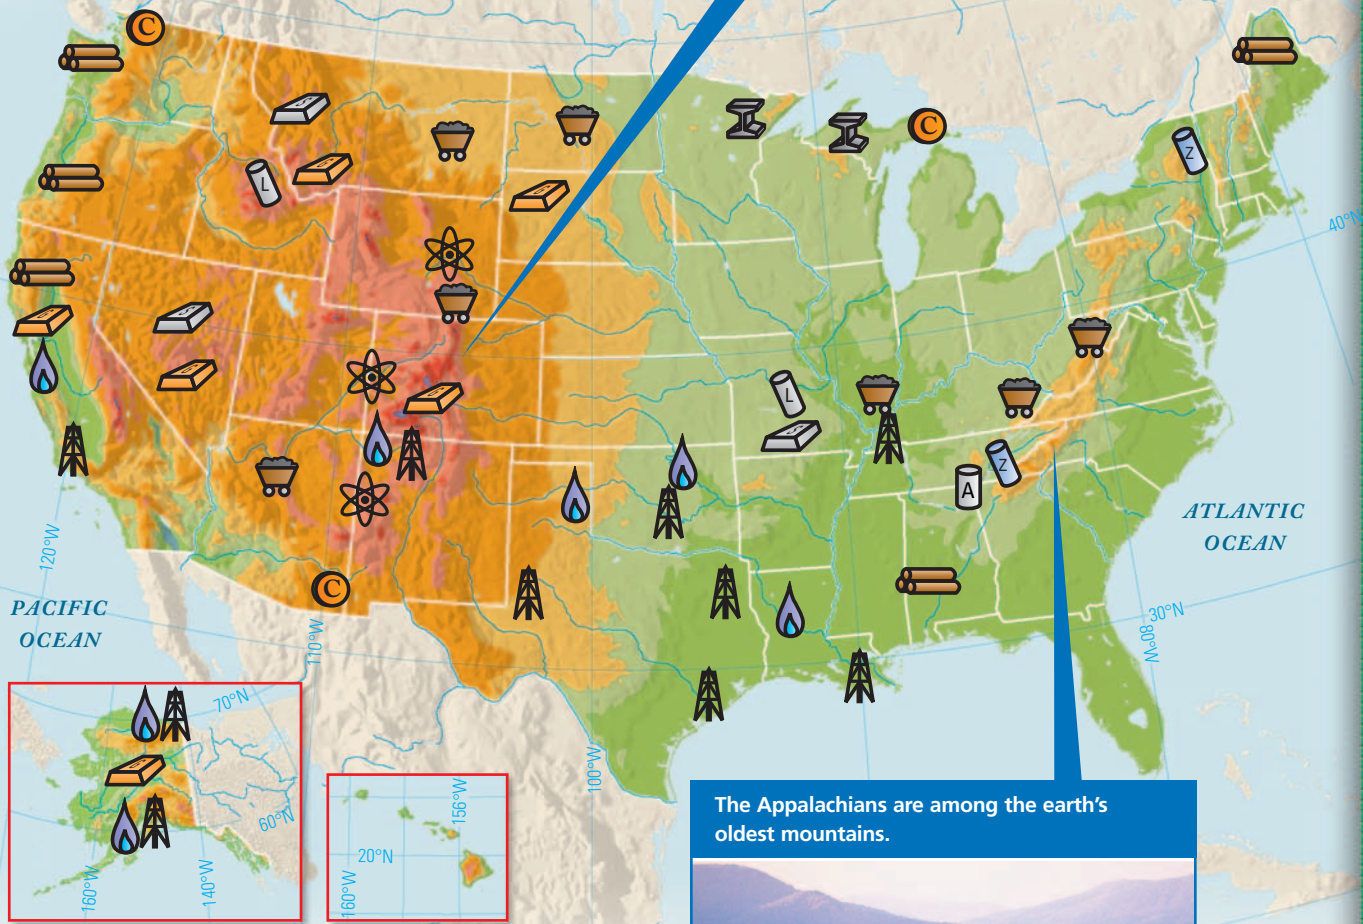 C
C
L
Z
40°N
L
A
Z
ATLANTIC
OCEAN
120°W
C
PACIFIC
OCEAN
110°W
30°N
80°W
100°W
70°N
60°N
160°W
140°W
156°W
20°N
160°W
The Appalachians are among the earth's
oldest mountains.